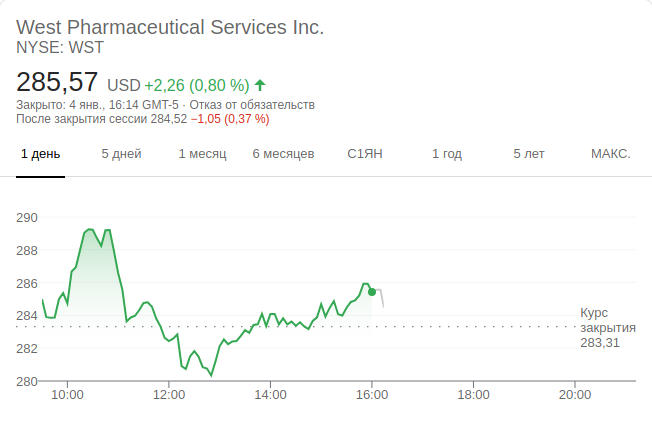 West Pharmaceutical Services Inc.
NYSE: WST
285,57 USD +2,26 (0,80 %)
Закрыто: 4 янв., 16:14 GMT-5 · Отказ от обязательств
После закрытия сессии 284,52 −1,05 (0,37 %)
1 день 5 дней 1 месяц 6 месяцев С1ЯН 1 год 5 лет МАКС.
290
288
286
284
282
280
Курс
закрытия
283,31
10:00 12:00 14:00 16:00 18:00 20:00